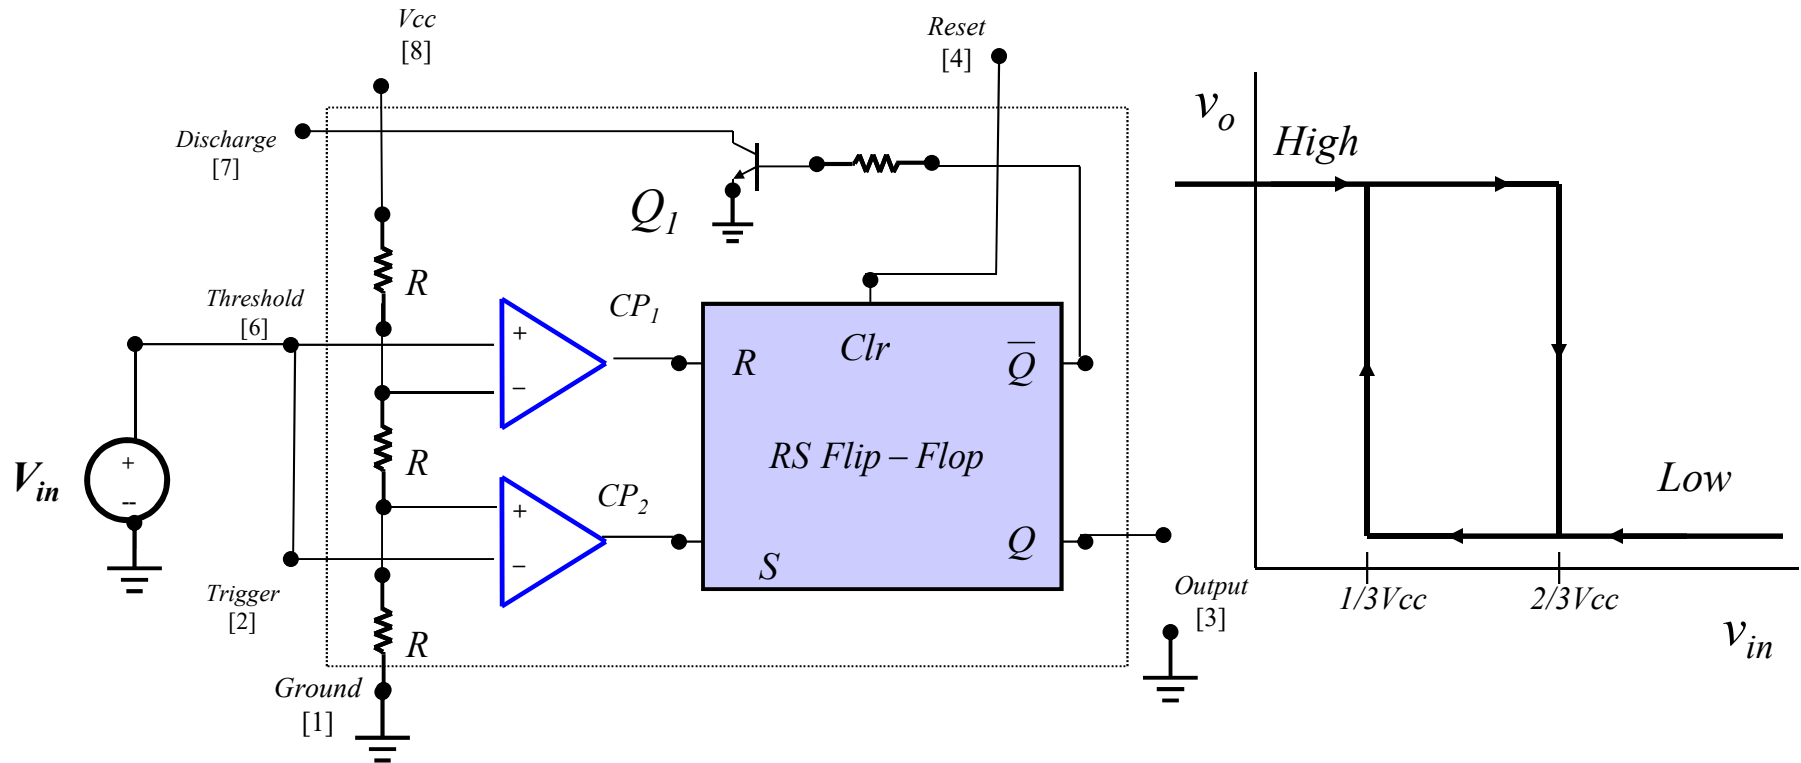 Vcc
[8]
Reset
[4]
Discharge
[7]
Q1
R
Threshold
[6]
+
–
CP1
R
Clr
Q̅
RS Flip – Flop
S
Q
Vin
+
--
R
+
–
CP2
Trigger
[2]
R
Ground
[1]
Output
[3]
vo
High
Low
1/3Vcc
2/3Vcc
vin